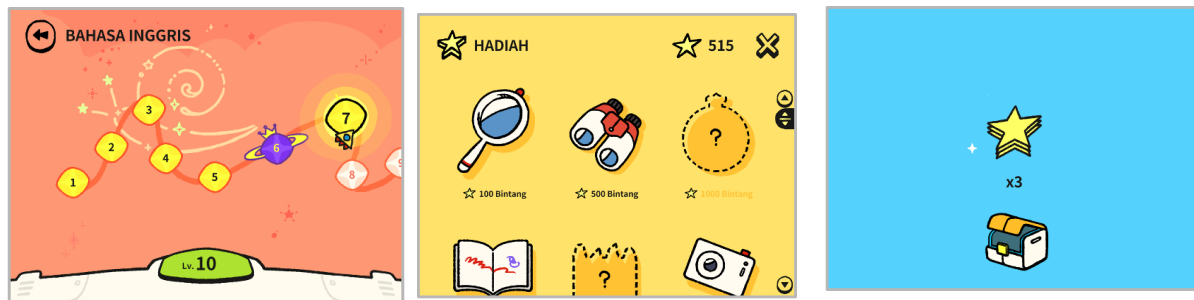 BAHASA INGGRIS
1
2
3
4
5
6
7
8
9
Lv. 10
HADIAH
515
?
100 Bintang
500 Bintang
1000 Bintang
?
x3